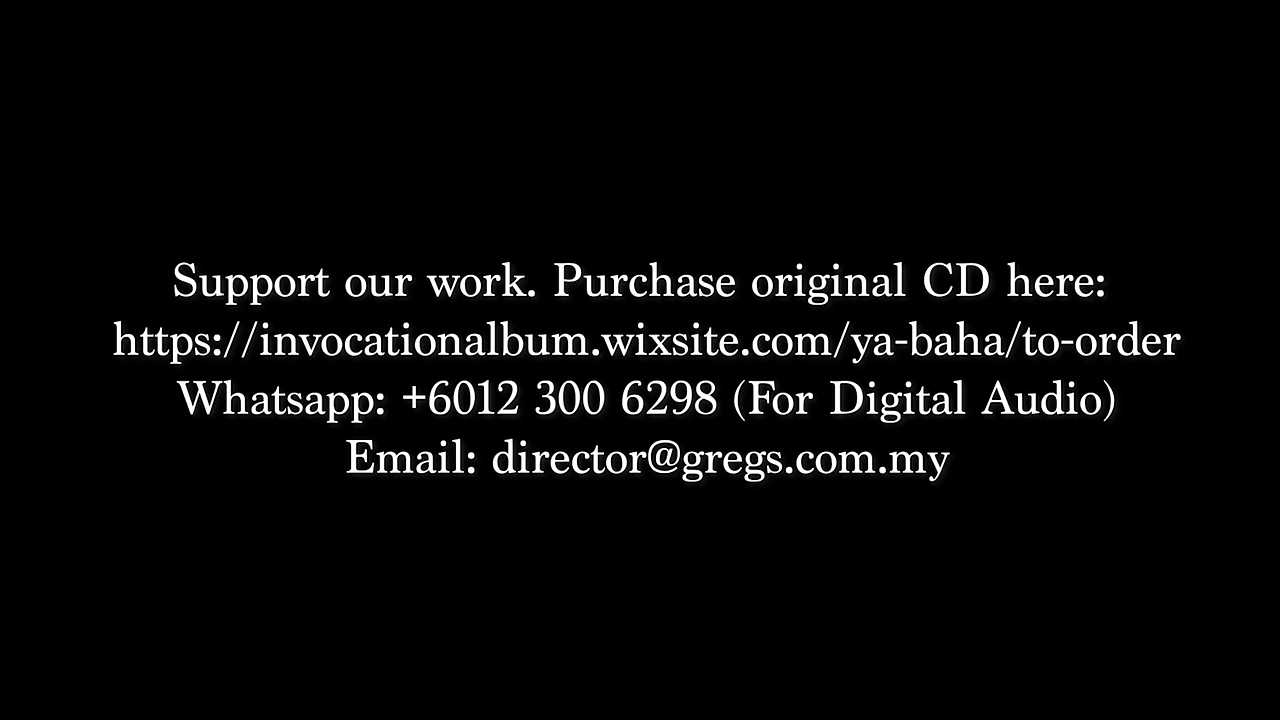 Support our work. Purchase original CD here:
https://invocationalbum.wixsite.com/ya-baha/to-order
Whatsapp: +6012 300 6298 (For Digital Audio)
Email: director@gregs.com.my